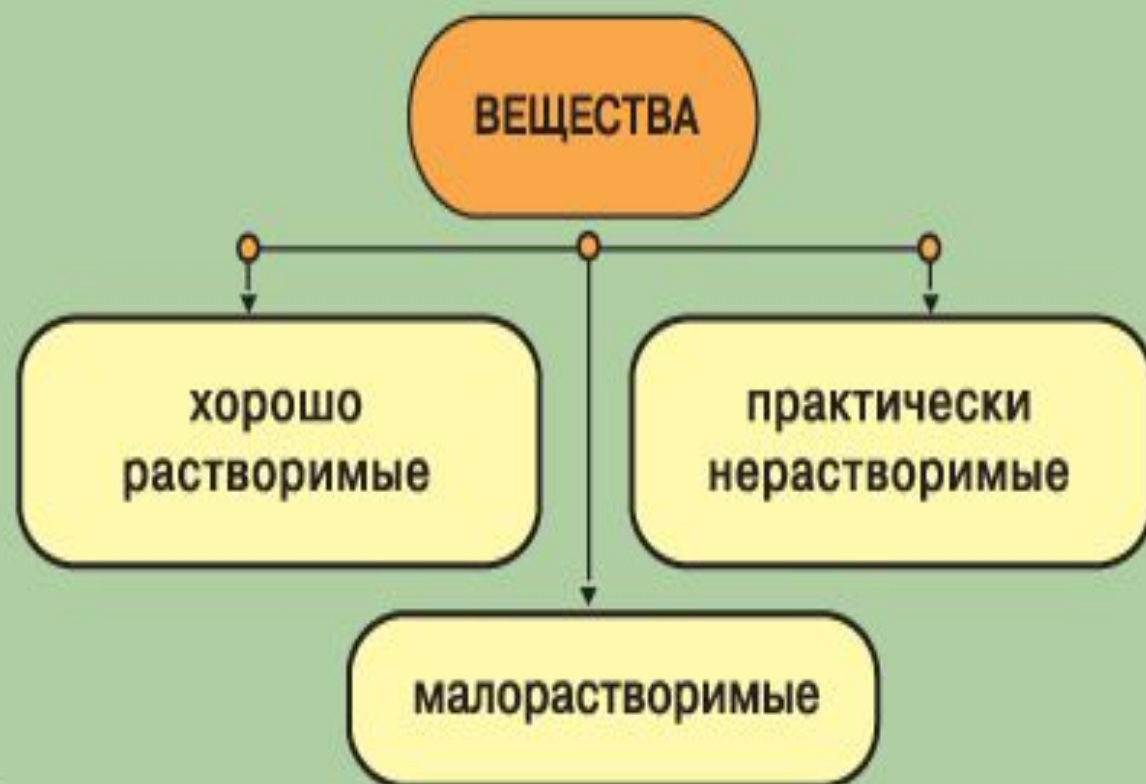 ВЕЩЕСТВА
хорошо
растворимые
практически
нерастворимые
малорастворимые